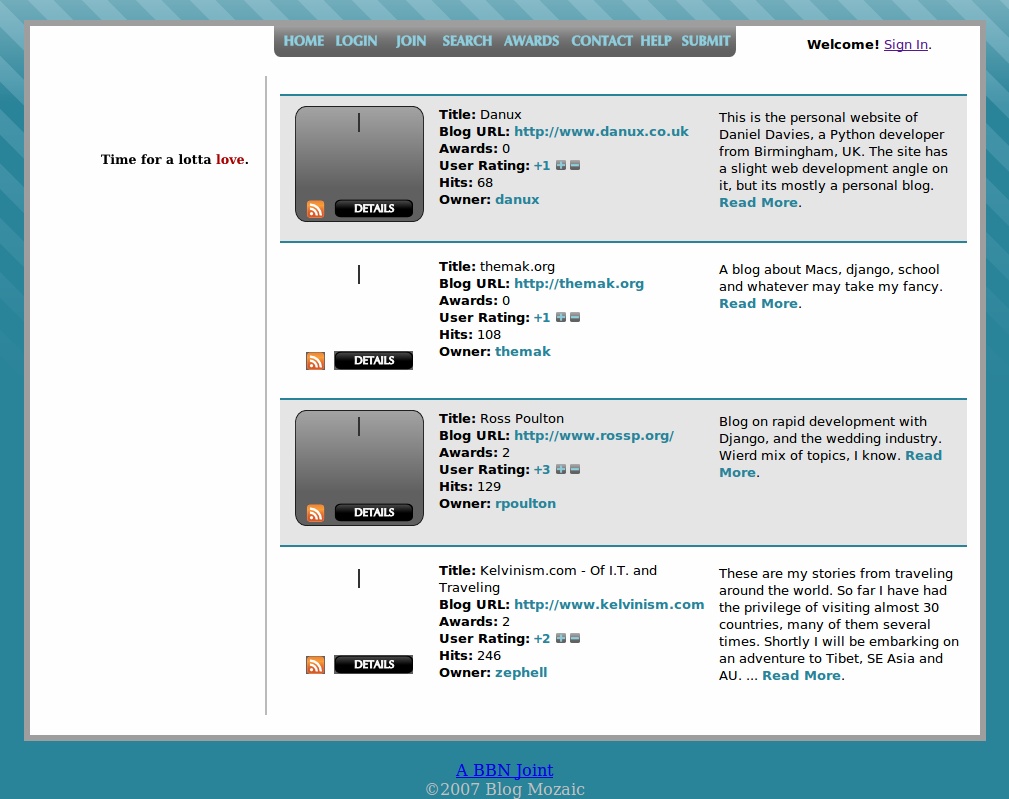 HOME LOGIN JOIN SEARCH AWARDS CONTACT HELP SUBMIT
Welcome! Sign In.
Time for a lotta love.
Title: Danux
Blog URL: http://www.danux.co.uk
Awards: 0
User Rating: +1
Hits: 68
Owner: danux
DETAILS
This is the personal website of
Daniel Davies, a Python developer
from Birmingham, UK. The site has
a slight web development angle on
it, but its mostly a personal blog.
Read More.
Title: themak.org
Blog URL: http://themak.org
Awards: 0
User Rating: +1
Hits: 108
Owner: themak
DETAILS
A blog about Macs, django, school
and whatever may take my fancy.
Read More.
Title: Ross Poulton
Blog URL: http://www.rossp.org/
Awards: 2
User Rating: +3
Hits: 129
Owner: rpoulton
DETAILS
Blog on rapid development with
Django, and the wedding industry.
Wierd mix of topics, I know. Read
More.
Title: Kelvinism.com - Of I.T. and
Traveling
Blog URL: http://www.kelvinism.com
Awards: 2
User Rating: +2
Hits: 246
Owner: zephell
DETAILS
These are my stories from traveling
around the world. So far I have had
the privilege of visiting almost 30
countries, many of them several
times. Shortly I will be embarking on
an adventure to Tibet, SE Asia and
AU. ... Read More.
A BBN Joint
©2007 Blog Mozaic